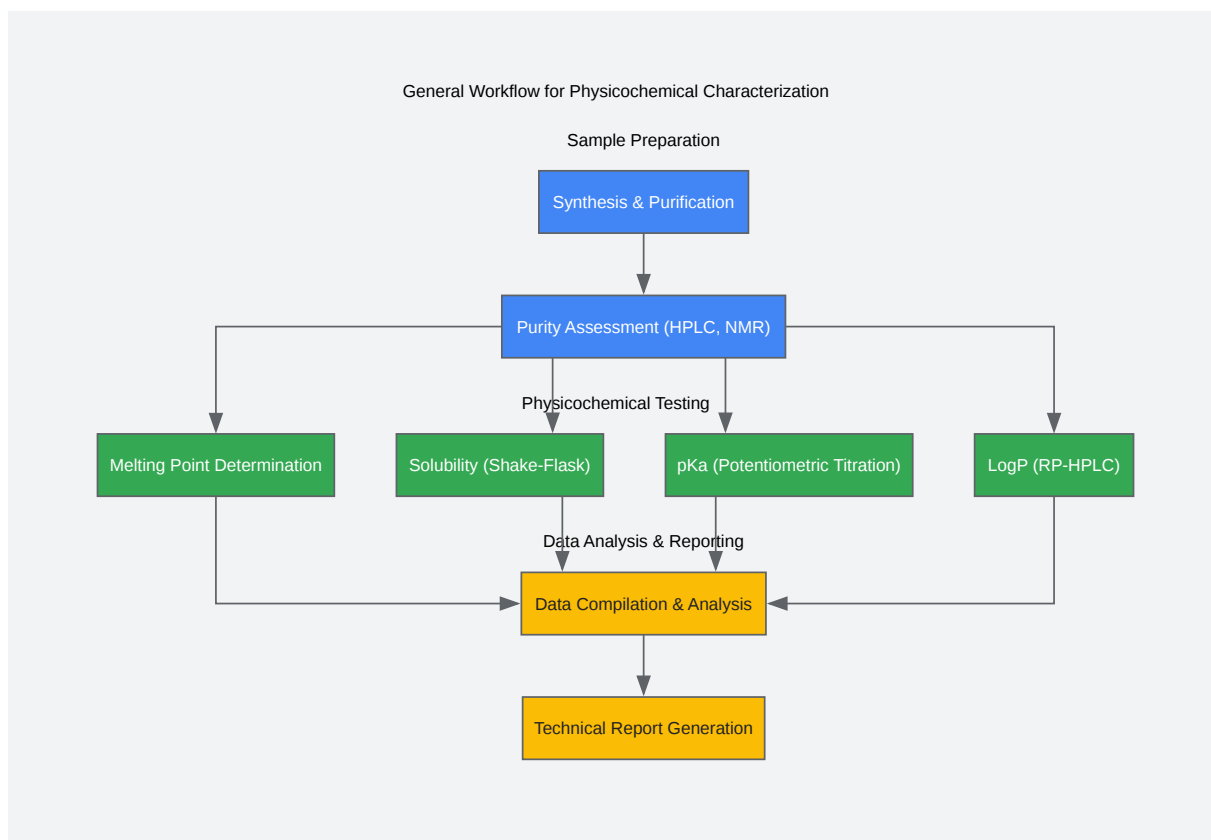 General Workflow for Physicochemical Characterization
Sample Preparation
Synthesis & Purification
Purity Assessment (HPLC, NMR)
Physicochemical Testing
Melting Point Determination
Solubility (Shake-Flask)
pKa (Potentiometric Titration)
LogP (RP-HPLC)
Data Analysis & Reporting
Data Compilation & Analysis
Technical Report Generation